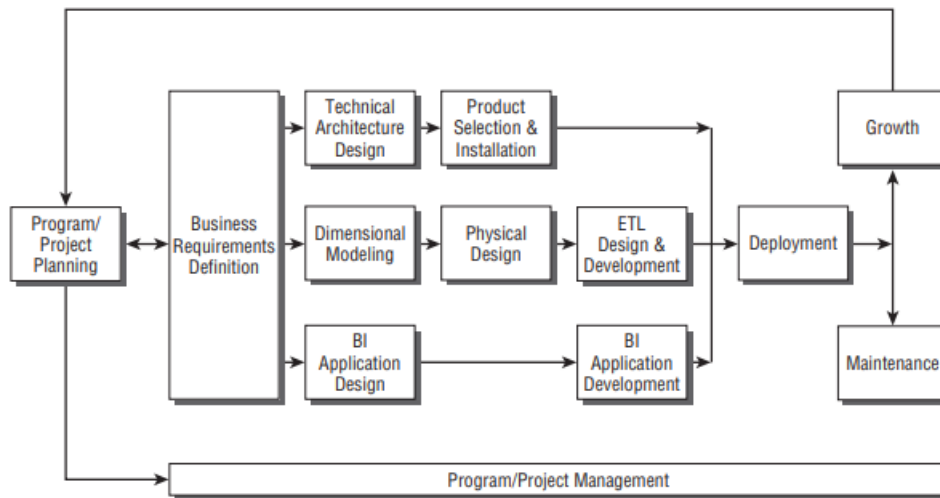 Technical
Architecture
Design
Product
Selection &
Installation
Growth
Program/
Project
Planning
Business
Requirements
Definition
Dimensional
Modeling
Physical
Design
ETL
Design &
Development
Deployment
BI
Application
Design
BI
Application
Development
Maintenance
Program/Project Management